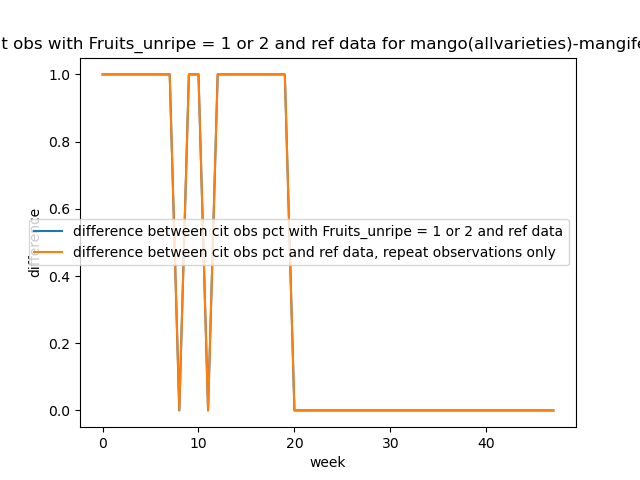 t obs with Fruits_unripe = 1 or 2 and ref data for mango(allvarieties)-mangife
1.0
0.8
0.6
0.4
0.2
0.0
difference
difference between cit obs pct with Fruits_unripe = 1 or 2 and ref data
difference between cit obs pct and ref data, repeat observations only
0 10 20 30 40
week